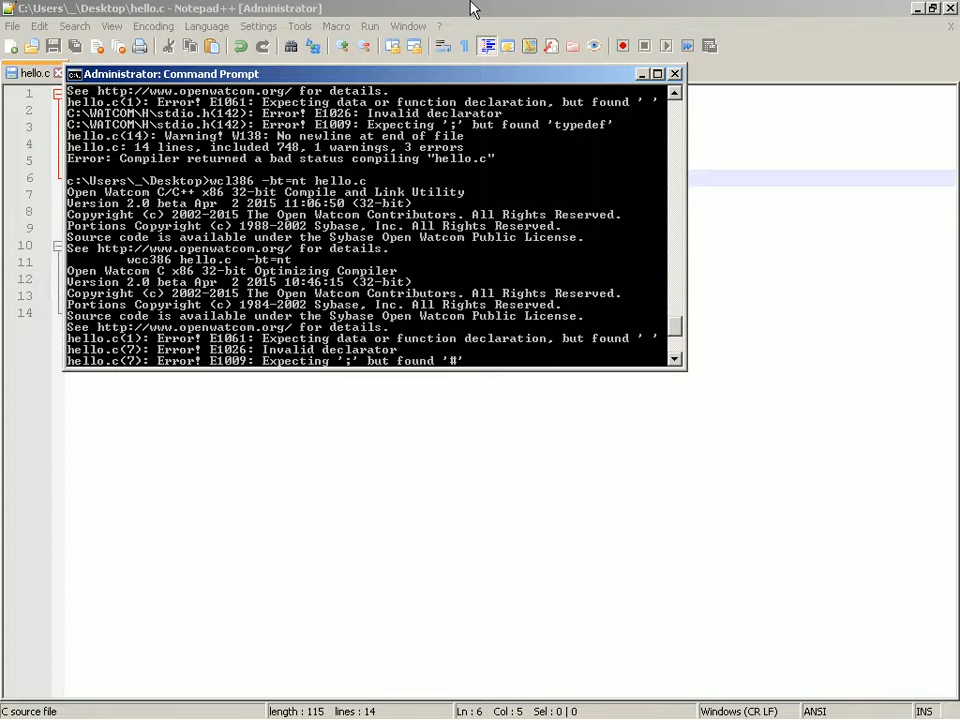 C:\Users\_\Desktop\hello.c - Notepad++ [Administrator]
File Edit Search View Encoding Language Settings Tools Macro Run Window ? X
hello.c
Administrator: Command Prompt
See http://www.openwatcom.org/ for details.
hello.c(1): Error! E1061: Expecting data or function declaration, but found ' '
C:\WATCOM\H\stdio.h(142): Error! E1026: Invalid declarator
C:\WATCOM\H\stdio.h(142): Error! E1009: Expecting ';' but found 'typedef'
hello.c(14): Warning! W138: No newline at end of file
hello.c: 14 lines, included 748, 1 warnings, 3 errors
Error: Compiler returned a bad status compiling "hello.c"
c:\Users\_\Desktop>wcl386 -bt=nt hello.c
Open Watcom C/C++ x86 32-bit Compile and Link Utility
Version 2.0 beta Apr  2 2015 11:06:50 (32-bit)
Copyright (c) 2002-2015 The Open Watcom Contributors. All Rights Reserved.
Portions Copyright (c) 1988-2002 Sybase, Inc. All Rights Reserved.
Source code is available under the Sybase Open Watcom Public License.
See http://www.openwatcom.org/ for details.
wcc386 hello.c  -bt=nt
Open Watcom C x86 32-bit Optimizing Compiler
Version 2.0 beta Apr  2 2015 10:46:15 (32-bit)
Copyright (c) 2002-2015 The Open Watcom Contributors. All Rights Reserved.
Portions Copyright (c) 1984-2002 Sybase, Inc. All Rights Reserved.
Source code is available under the Sybase Open Watcom Public License.
See http://www.openwatcom.org/ for details.
hello.c(1): Error! E1061: Expecting data or function declaration, but found ' '
hello.c(7): Error! E1026: Invalid declarator
hello.c(7): Error! E1009: Expecting ';' but found '#'
1
2
3
4
5
6
7
8
9
10
11
12
13
14
C source file length : 115 lines : 14 Ln : 6 Col : 5 Sel : 0 | 0 Windows (CR LF) ANSI INS